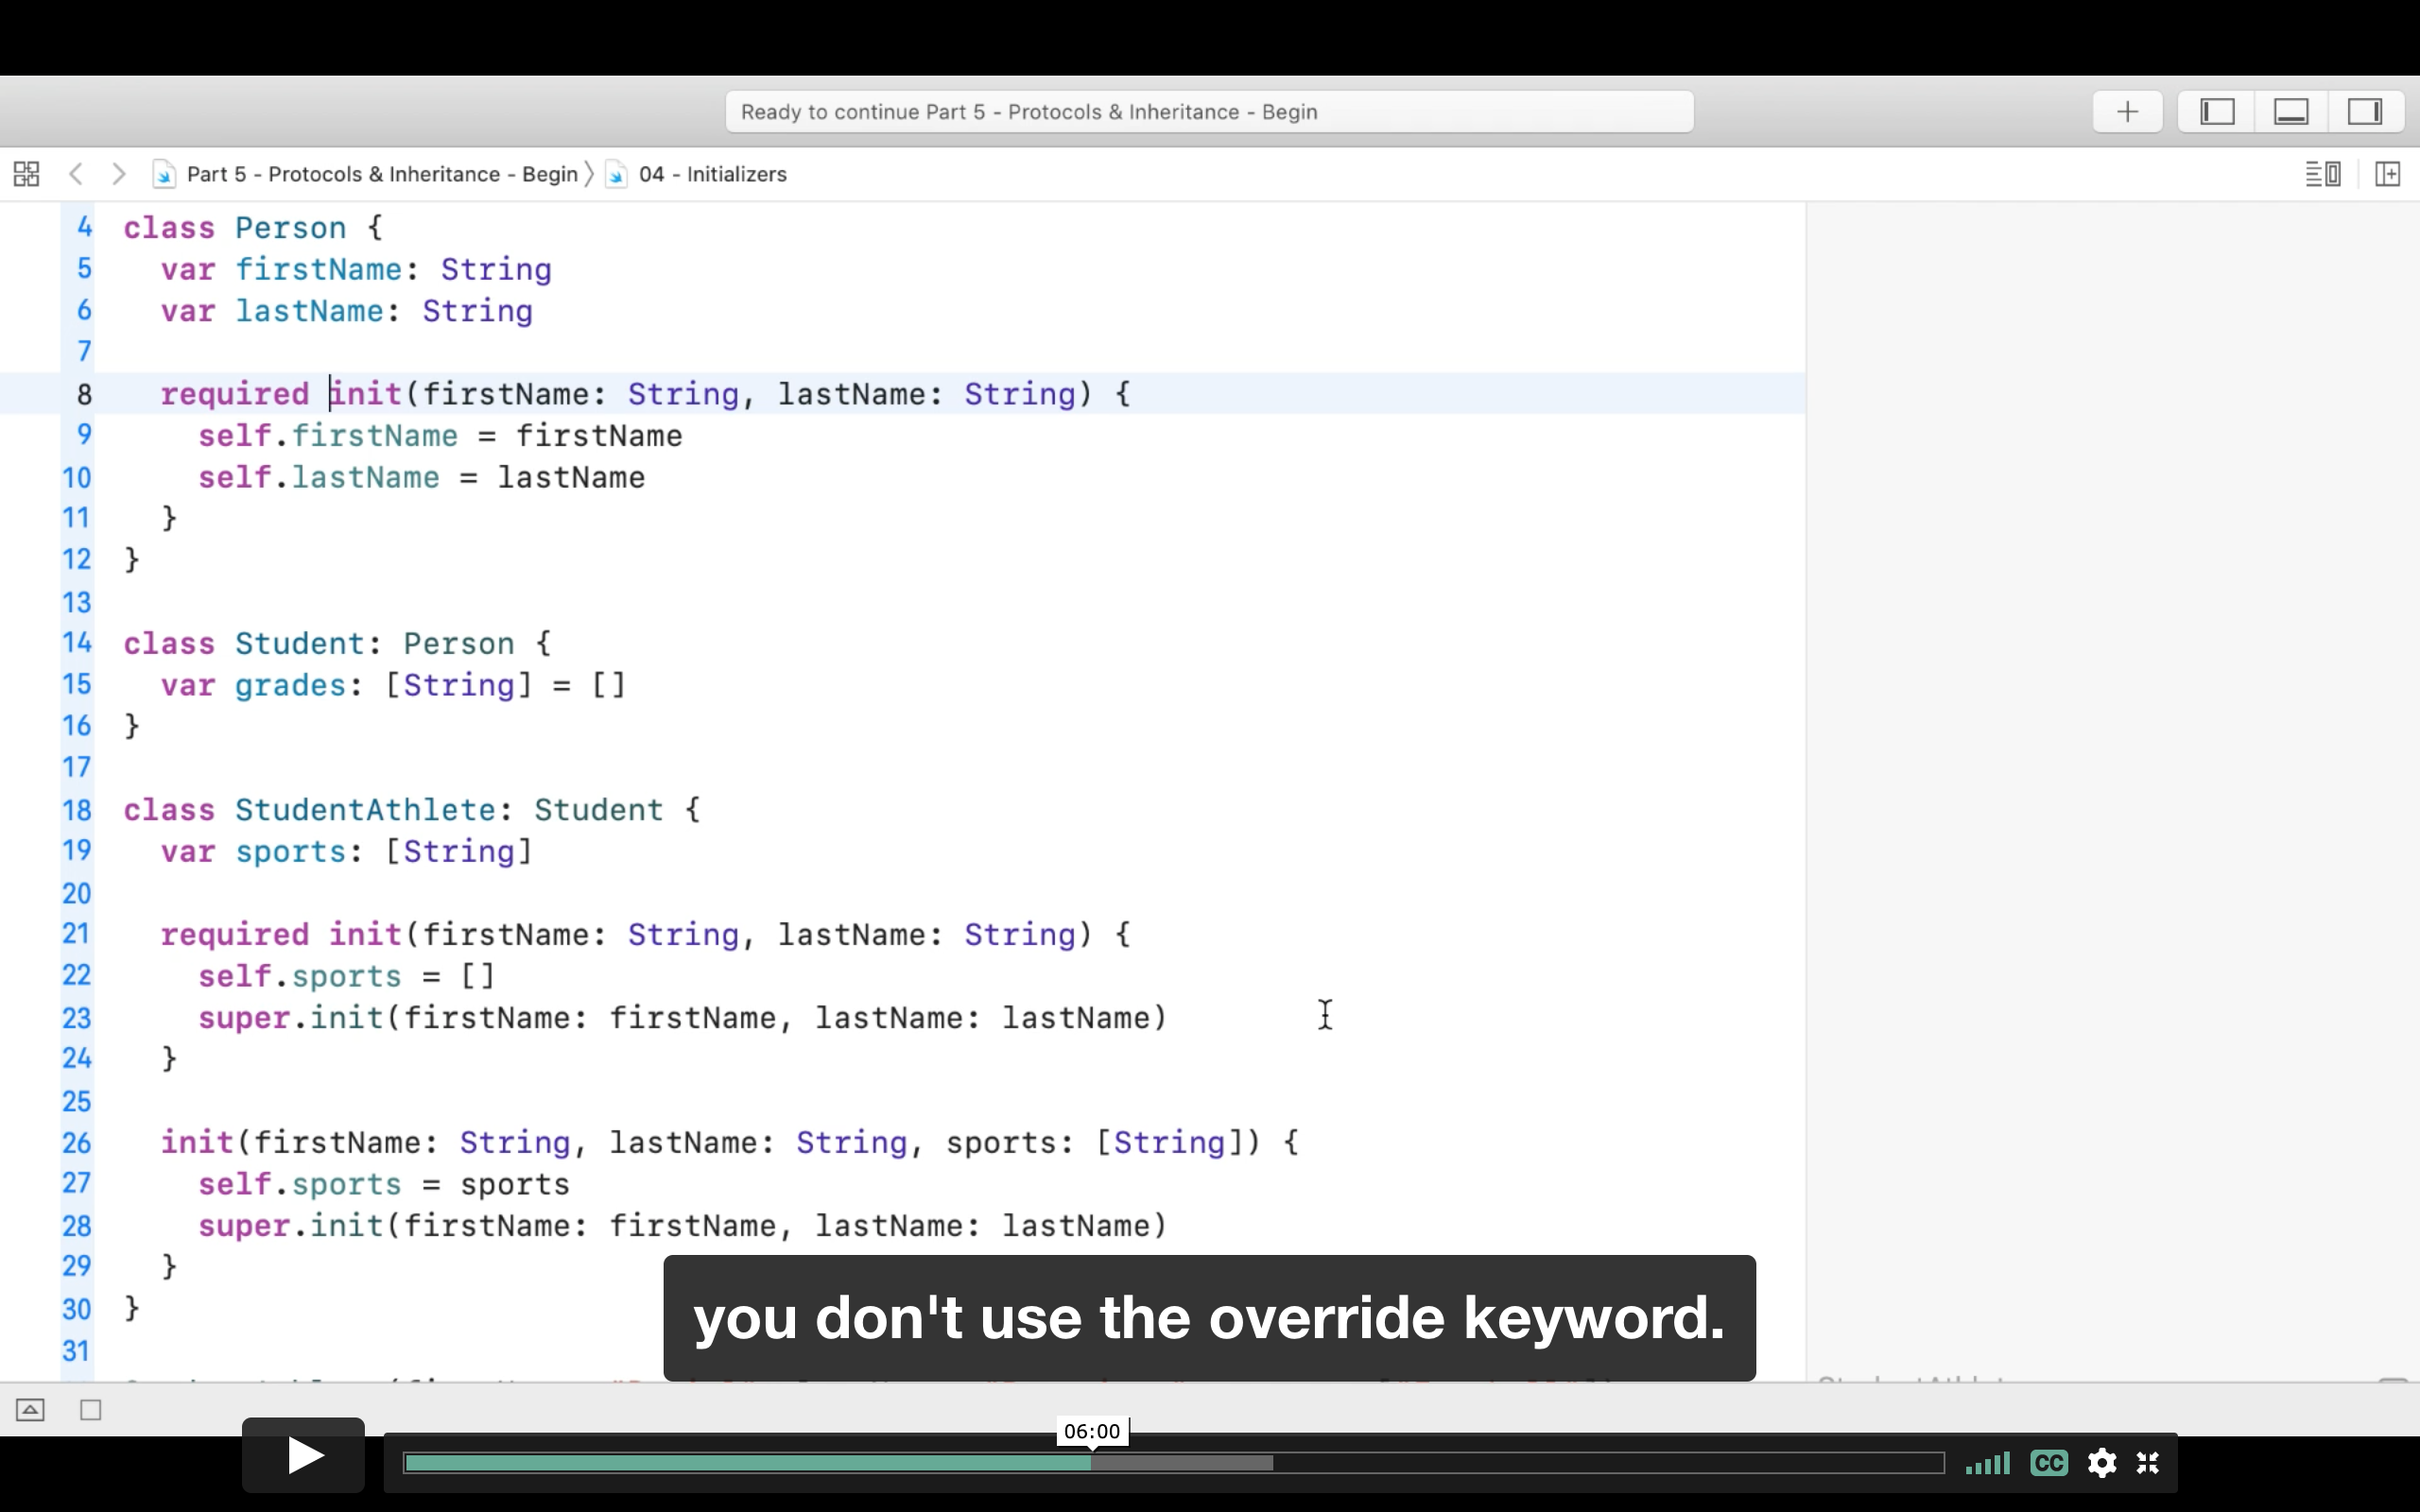 Ready to continue Part 5 - Protocols & Inheritance - Begin
Part 5 - Protocols & Inheritance - Begin 〉 04 - Initializers
4 class Person {
5 var firstName: String
6 var lastName: String
7
8 required init(firstName: String, lastName: String) {
9 self.firstName = firstName
10 self.lastName = lastName
11 }
12 }
13
14 class Student: Person {
15 var grades: [String] = []
16 }
17
18 class StudentAthlete: Student {
19 var sports: [String]
20
21 required init(firstName: String, lastName: String) {
22 self.sports = []
23 super.init(firstName: firstName, lastName: lastName)
24 }
25
26 init(firstName: String, lastName: String, sports: [String]) {
27 self.sports = sports
28 super.init(firstName: firstName, lastName: lastName)
29 }
30 }
31
you don't use the override keyword.
06:00
CC